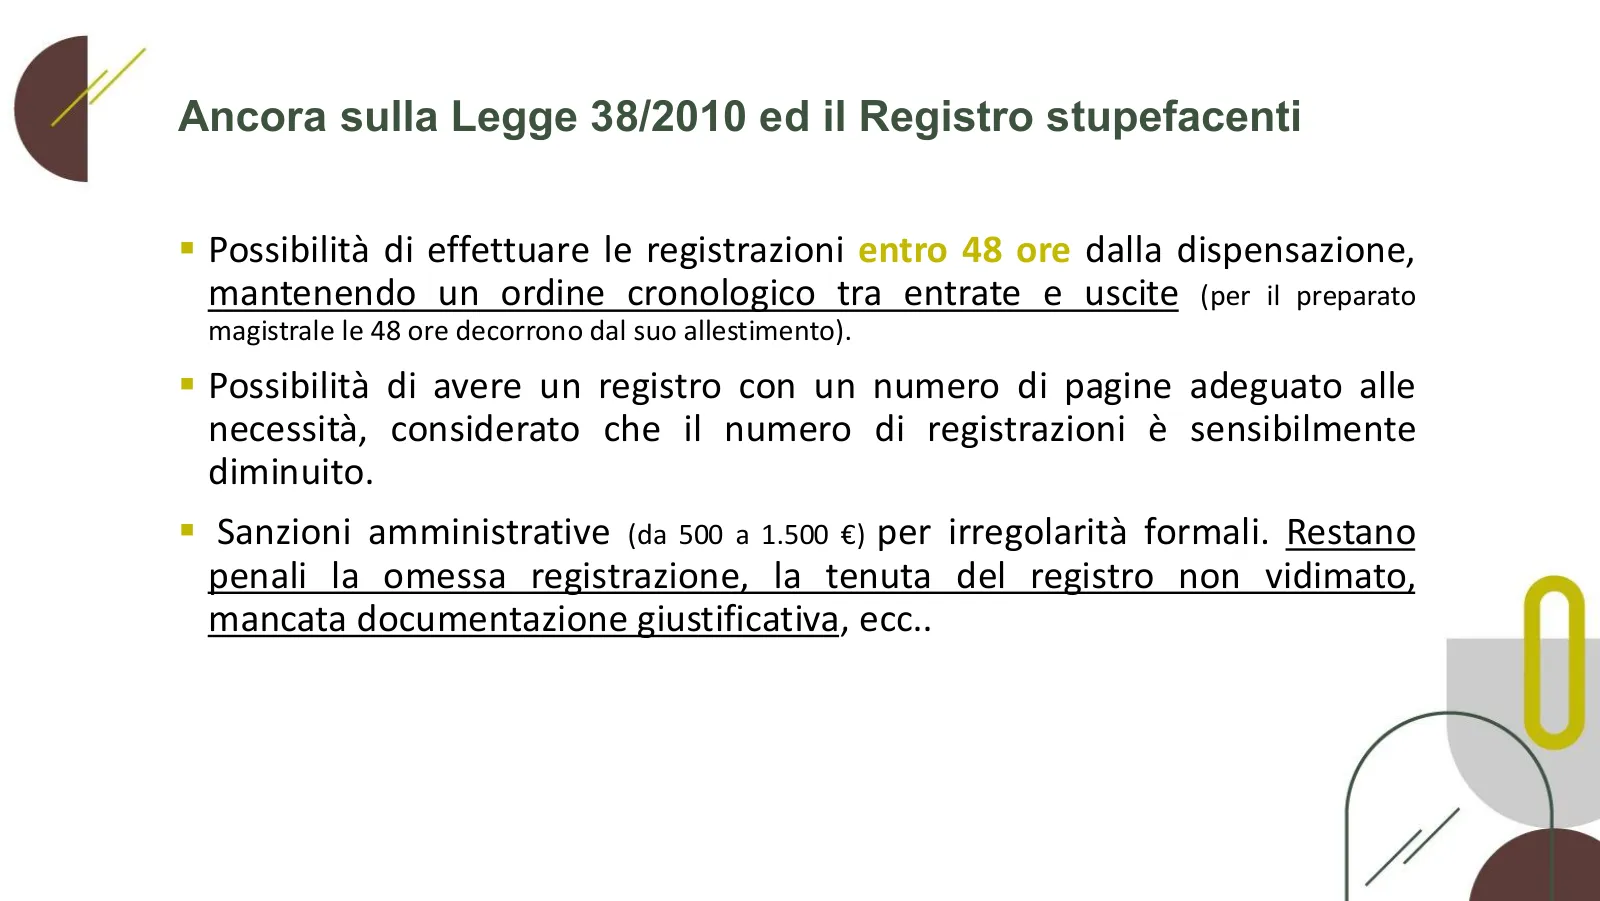 Ancora sulla Legge 38/2010 ed il Registro stupefacenti
▪ Possibilità di effettuare le registrazioni entro 48 ore dalla dispensazione,
mantenendo un ordine cronologico tra entrate e uscite (per il preparato
magistrale le 48 ore decorrono dal suo allestimento).
▪ Possibilità di avere un registro con un numero di pagine adeguato alle
necessità, considerato che il numero di registrazioni è sensibilmente
diminuito.
▪ Sanzioni amministrative (da 500 a 1.500 €) per irregolarità formali. Restano
penali la omessa registrazione, la tenuta del registro non vidimato,
mancata documentazione giustificativa, ecc..